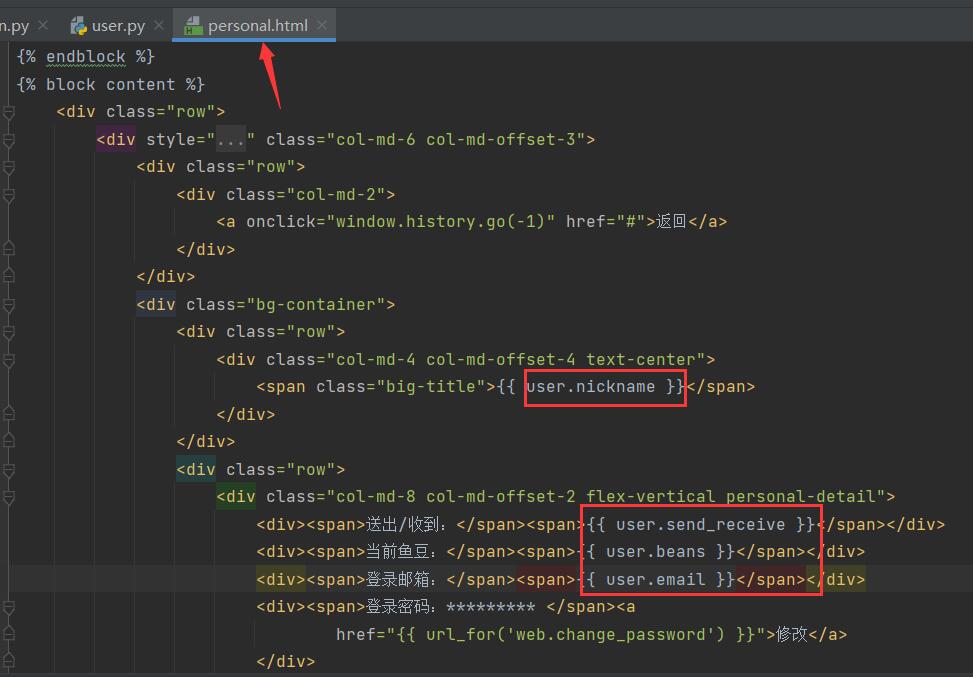 n.py user.py personal.html
{% endblock %}
{% block content %}
<div class="row">
<div style="..." class="col-md-6 col-md-offset-3">
<div class="row">
<div class="col-md-2">
<a onclick="window.history.go(-1)" href="#">返回</a>
</div>
</div>
<div class="bg-container">
<div class="row">
<div class="col-md-4 col-md-offset-4 text-center">
<span class="big-title">{{ user.nickname }}</span>
</div>
</div>
<div class="row">
<div class="col-md-8 col-md-offset-2 flex-vertical personal-detail">
<div><span>送出/收到：</span><span>{{ user.send_receive }}</span></div>
<div><span>当前鱼豆：</span><span>{{ user.beans }}</span></div>
<div><span>登录邮箱：</span><span>{{ user.email }}</span></div>
<div><span>登录密码：********* </span><a
href="{{ url_for('web.change_password') }}">修改</a>
</div>